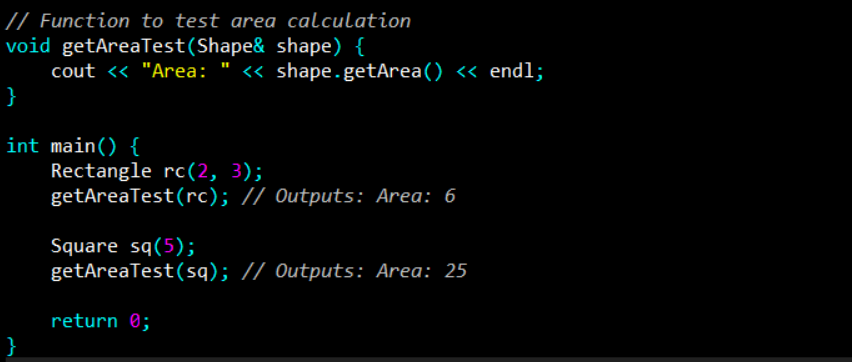 // Function to test area calculation
void getAreaTest(Shape& shape) {
    cout << "Area: " << shape.getArea() << endl;
}

int main() {
    Rectangle rc(2, 3);
    getAreaTest(rc); // Outputs: Area: 6

    Square sq(5);
    getAreaTest(sq); // Outputs: Area: 25

    return 0;
}